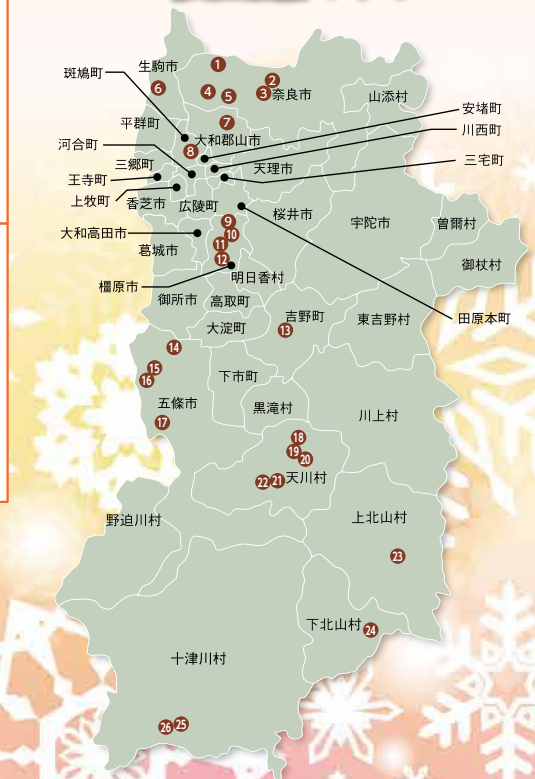 生駒市
1
斑鳩町
6
4
5
2
3
奈良市
山添村
平群町
7
安堵町
大和郡山市
川西町
河合町
8
三郷町
天理市
三宅町
王寺町
上牧町
香芝市
広陵町
桜井市
宇陀市
曽爾村
9
10
大和高田市
葛城市
11
12
御杖村
明日香村
橿原市
御所市
高取町
大淀町
吉野町
13
東吉野村
田原本町
14
15
16
下市町
五條市
黒滝村
川上村
17
18
19
20
22
21
天川村
野迫川村
上北山村
23
下北山村
24
十津川村
26
25